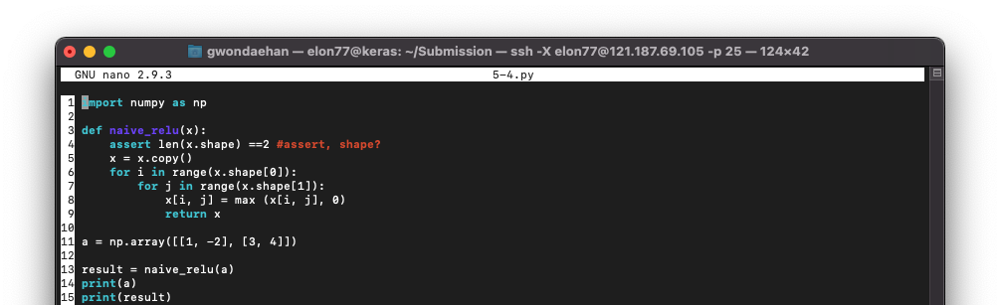 gwondaehan — elon77@keras: ~/Submission — ssh -X elon77@121.187.69.105 -p 25 — 124×42
GNU nano 2.9.3 5-4.py
1 import numpy as np
2
3 def naive_relu(x):
4     assert len(x.shape) ==2 #assert, shape?
5     x = x.copy()
6     for i in range(x.shape[0]):
7         for j in range(x.shape[1]):
8             x[i, j] = max (x[i, j], 0)
9             return x
10
11 a = np.array([[1, -2], [3, 4]])
12
13 result = naive_relu(a)
14 print(a)
15 print(result)